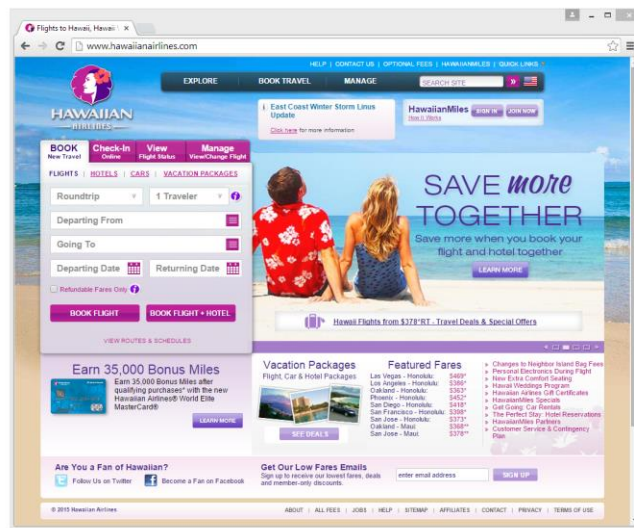 Flights to Hawaii, Hawaii
www.hawaiianairlines.com
HELP | CONTACT US | OPTIONAL FEES | HAWAIIANMILES | QUICK LINKS
EXPLORE BOOK TRAVEL MANAGE SEARCH SITE
HAWAIIAN
AIRLINES
East Coast Winter Storm Linus
Update
Click here for more information
HawaiianMiles SIGN IN JOIN NOW
How It Works
BOOK Check-In View Manage
New Travel Online Flight Status View/Change Flight
FLIGHTS | HOTELS | CARS | VACATION PACKAGES
Roundtrip 1 Traveler
Departing From
Going To
Departing Date Returning Date
Refundable Fares Only
BOOK FLIGHT BOOK FLIGHT + HOTEL
VIEW ROUTES & SCHEDULES
SAVE more
TOGETHER
Save more when you book your
flight and hotel together
LEARN MORE
Hawaii Flights from $378*RT - Travel Deals & Special Offers
Earn 35,000 Bonus Miles
Earn 35,000 Bonus Miles after
qualifying purchases* with the new
Hawaiian Airlines® World Elite
MasterCard®
LEARN MORE
Vacation Packages
Flight, Car & Hotel Packages
SEE DEALS
Featured Fares
Las Vegas - Honolulu: $469*
Los Angeles - Honolulu: $386*
Oakland - Honolulu: $363*
Phoenix - Honolulu: $452*
San Diego - Honolulu: $418*
San Francisco - Honolulu: $398*
San Jose - Honolulu: $373*
Oakland - Maui: $368**
San Jose - Maui: $378**
Changes to Neighbor Island Bag Fees
Personal Electronics During Flight
New Extra Comfort Seating
Hawaii Weddings Program
Hawaiian Airlines Gift Certificates
HawaiianMiles Specials
Get Going: Car Rentals
The Perfect Stay: Hotel Reservations
HawaiianMiles Partners
Customer Service & Contingency
Plan
Are You a Fan of Hawaiian?
Follow Us on Twitter Become a Fan on Facebook
Get Our Low Fares Emails
Sign up to receive our lowest fares, deals
and member-only discounts.
enter email address SIGN UP
© 2015 Hawaiian Airlines ABOUT | ALL FEES | JOBS | HELP | SITEMAP | AFFILIATES | CONTACT | PRIVACY | TERMS OF USE